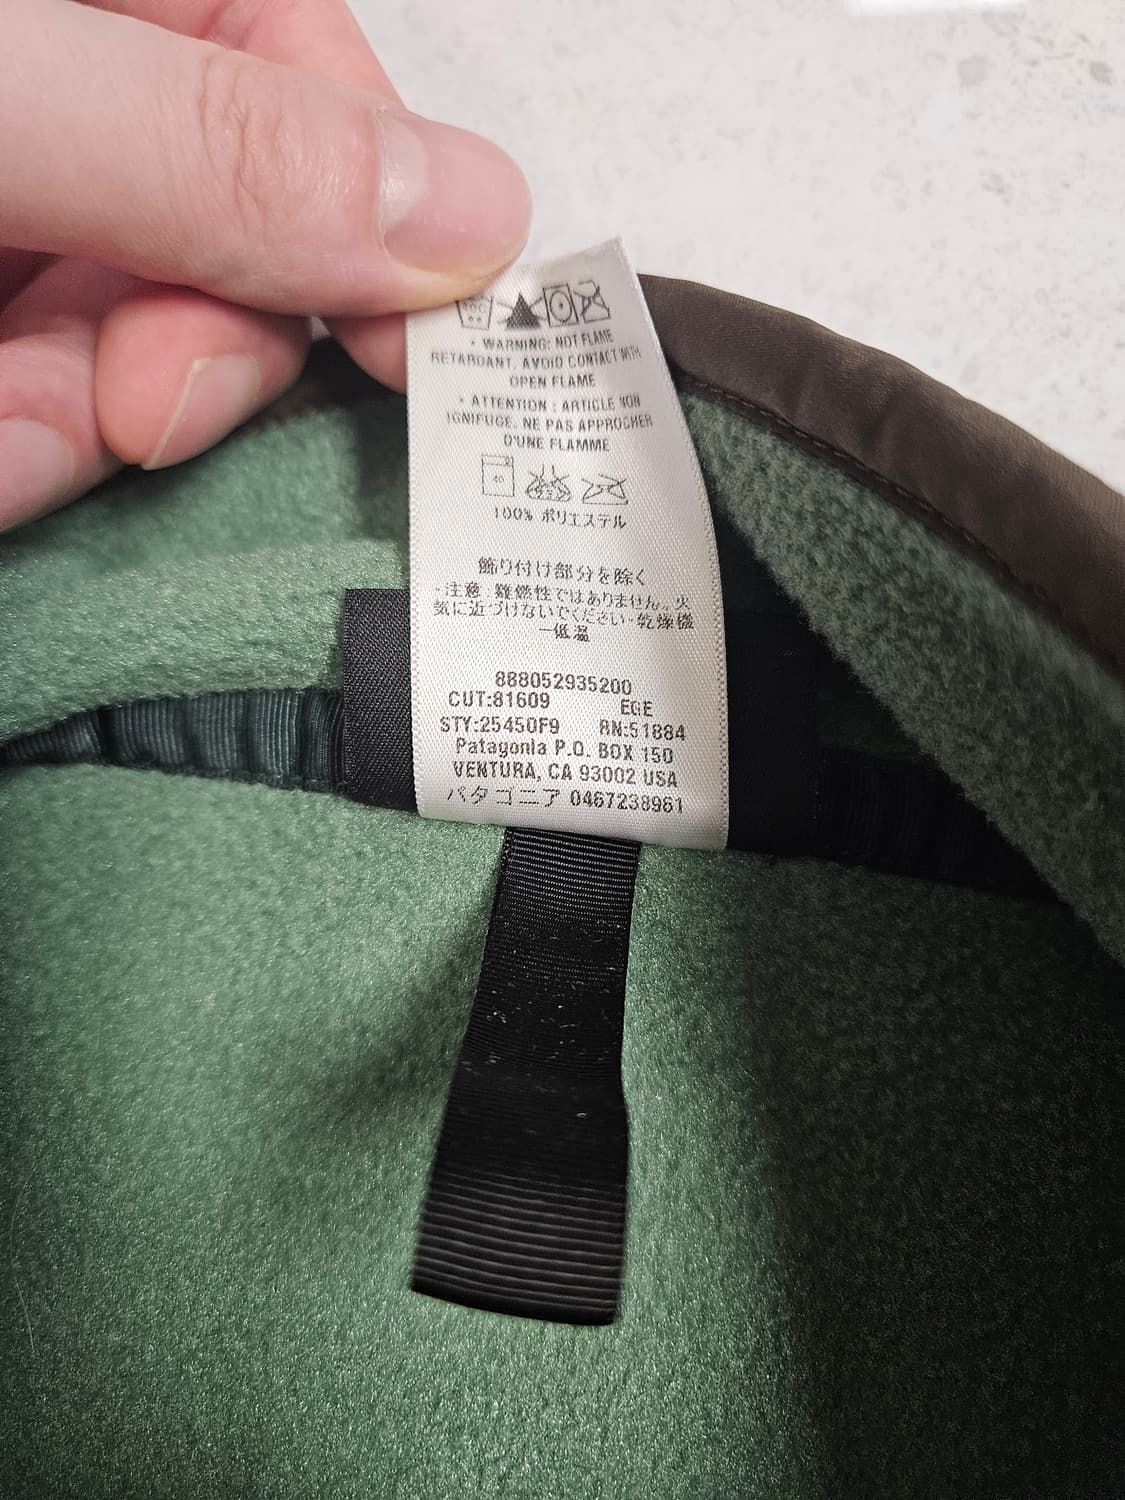 • WARNING: NOT FLAME
RETARDANT, AVOID CONTACT WITH
OPEN FLAME
• ATTENTION : ARTICLE NON
IGNIFUGE. NE PAS APPROCHER
D'UNE FLAMME
40
100% ポリエステル
飾り付け部分を除く
・注意 難燃性ではありません。火
気に近づけないでください・乾燥機
ー低温
888052935200
CUT:81609 EGE
STY:25450F9 RN:51884
Patagonia P.O. BOX 150
VENTURA, CA 93002 USA
パタゴニア 0467238961